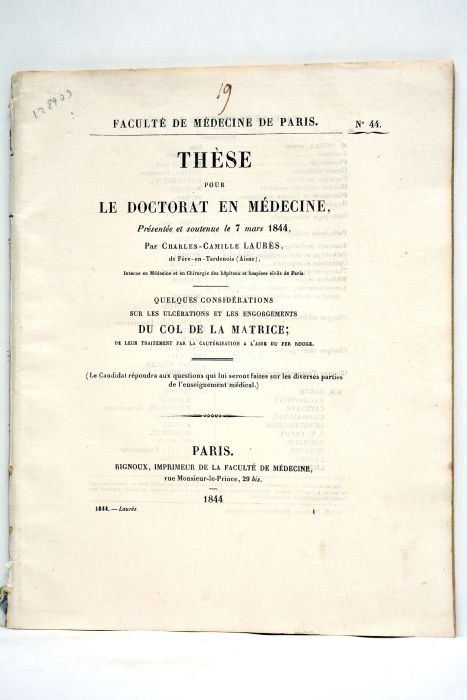 19
128903
FACULTÉ DE MÉDECINE DE PARIS. N° 44.
THÈSE
POUR
LE DOCTORAT EN MÉDECINE,
Présentée et soutenue le 7 mars 1844,
Par CHARLES-CAMILLE LAURÈS,
de Fère-en-Tardenois (Aisne),
Interne en Médecine et en Chirurgie des hôpitaux et hospices civils de Paris.
QUELQUES CONSIDÉRATIONS
SUR LES ULCÉRATIONS ET LES ENGORGEMENTS
DU COL DE LA MATRICE;
DE LEUR TRAITEMENT PAR LA CAUTÉRISATION A L'AIDE DU FER ROUGE.
(Le Candidat répondra aux questions qui lui seront faites sur les diverses parties
de l'enseignement médical.)
PARIS.
RIGNOUX, IMPRIMEUR DE LA FACULTÉ DE MÉDECINE,
rue Monsieur-le-Prince, 29 bis.
1844
1844. — Laurès. 1